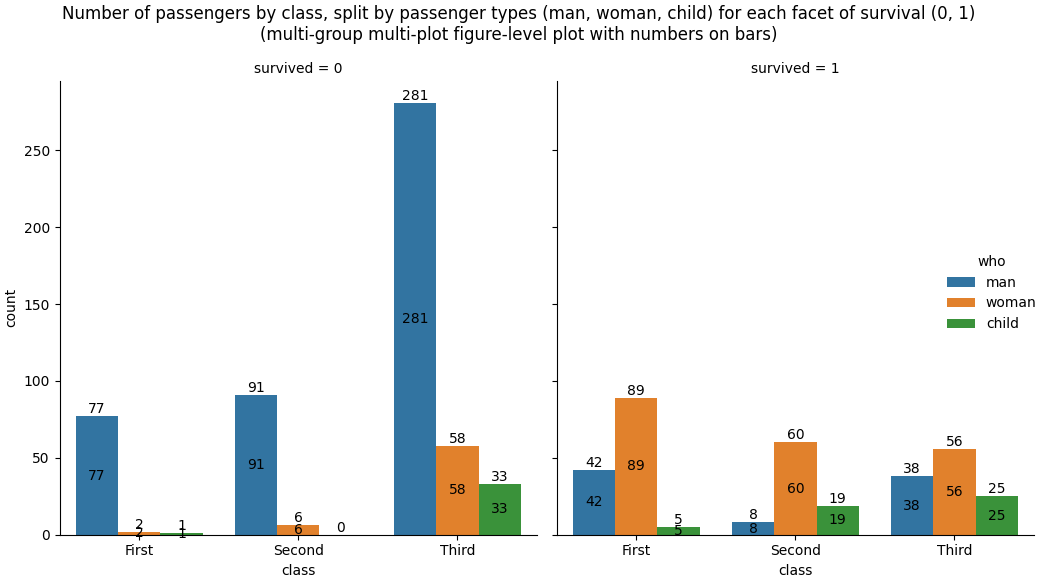 Number of passengers by class, split by passenger types (man, woman, child) for each facet of survival (0, 1)
(multi-group multi-plot figure-level plot with numbers on bars)
survived = 0
281
250
200
150
100
50
0
count
77
77
2
2
1
1
91
91
6
6
0
281
58
58
33
33
First
Second
Third
class
survived = 1
42
42
89
89
5
5
8
8
60
60
19
19
38
38
56
56
25
25
First
Second
Third
class
who
man
woman
child